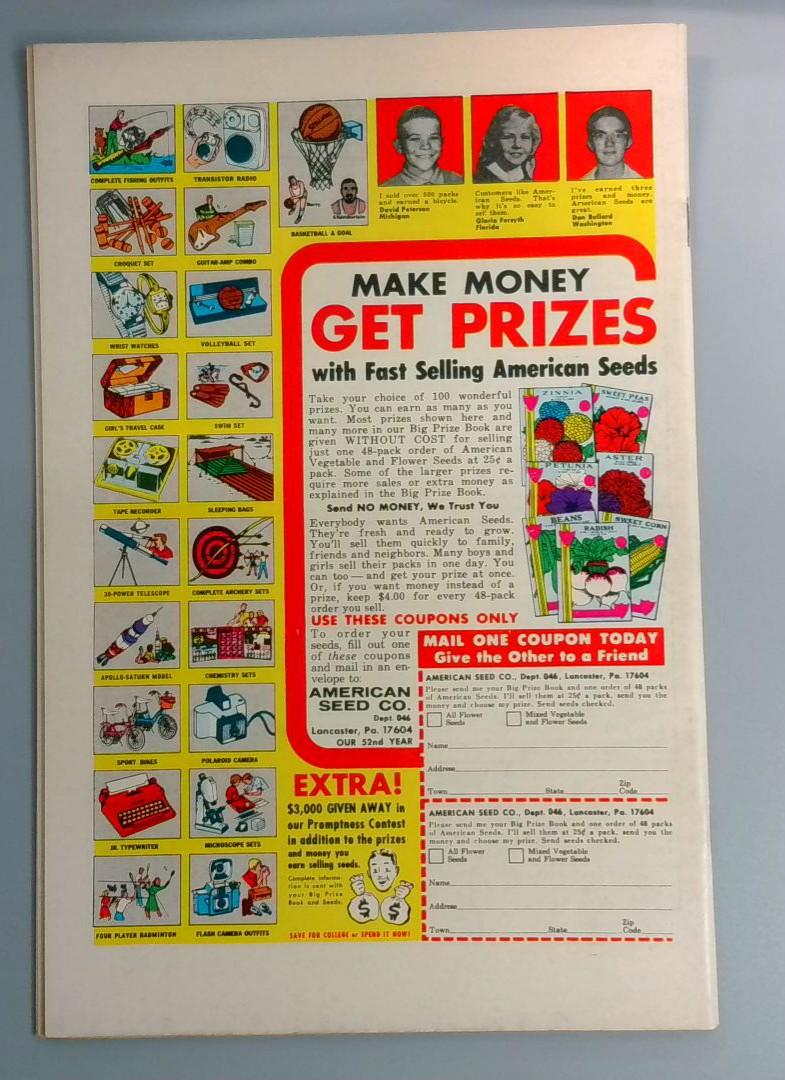 COMPLETE FISHING OUTFITS
TRANSISTOR RADIO
CROQUET SET
GUITAR-AMP COMBO
WRIST WATCHES
VOLLEYBALL SET
GIRL'S TRAVEL CASE
SWIM SET
TAPE RECORDER
SLEEPING BAGS
30-POWER TELESCOPE
COMPLETE ARCHERY SETS
APOLLO-SATURN MODEL
CHEMISTRY SETS
SPORT BIKES
POLAROID CAMERA
JR. TYPEWRITER
MICROSCOPE SETS
FOUR PLAYER BADMINTON
FLASH CAMERA OUTFITS
Barry
Chamberlain
BASKETBALL & GOAL
I sold over 500 packs
and earned a bicycle.
David Peterson
Michigan
Customers like Amer-
ican Seeds. That's
why it's so easy to
sell them.
Gloria Forsyth
Florida
I've earned three
prizes and money.
American Seeds are
great.
Dan Bullard
Washington
MAKE MONEY
GET PRIZES
with Fast Selling American Seeds
Take your choice of 100 wonderful
prizes. You can earn as many as you
want. Most prizes shown here and
many more in our Big Prize Book are
given WITHOUT COST for selling
just one 48-pack order of American
Vegetable and Flower Seeds at 25¢ a
pack. Some of the larger prizes re-
quire more sales or extra money as
explained in the Big Prize Book.
Send NO MONEY, We Trust You
Everybody wants American Seeds.
They're fresh and ready to grow.
You'll sell them quickly to family,
friends and neighbors. Many boys and
girls sell their packs in one day. You
can too — and get your prize at once.
Or, if you want money instead of a
prize, keep $4.00 for every 48-pack
order you sell.
ZINNIA
SWEET PEAS
PETUNIA
ASTER
BEANS
RADISH
SWEET CORN
USE THESE COUPONS ONLY
To order your
seeds, fill out one
of these coupons
and mail in an en-
velope to:
AMERICAN
SEED CO.
Dept. 046
Lancaster, Pa. 17604
OUR 52nd YEAR
MAIL ONE COUPON TODAY
Give the Other to a Friend
AMERICAN SEED CO., Dept. 046, Lancaster, Pa. 17604
Please send me your Big Prize Book and one order of 48 packs
of American Seeds. I'll sell them at 25¢ a pack, send you the
money and choose my prize. Send seeds checked.
All Flower
Seeds
Mixed Vegetable
and Flower Seeds
Name
Address
Town State Zip Code
AMERICAN SEED CO., Dept. 046, Lancaster, Pa. 17604
Please send me your Big Prize Book and one order of 48 packs
of American Seeds. I'll sell them at 25¢ a pack, send you the
money and choose my prize. Send seeds checked.
All Flower
Seeds
Mixed Vegetable
and Flower Seeds
Name
Address
Town State Zip Code
EXTRA!
$3,000 GIVEN AWAY in
our Promptness Contest
in addition to the prizes
and money you
earn selling seeds.
Complete informa-
tion is sent with
your Big Prize
Book and Seeds.
$ $
SAVE FOR COLLEGE or SPEND IT NOW!